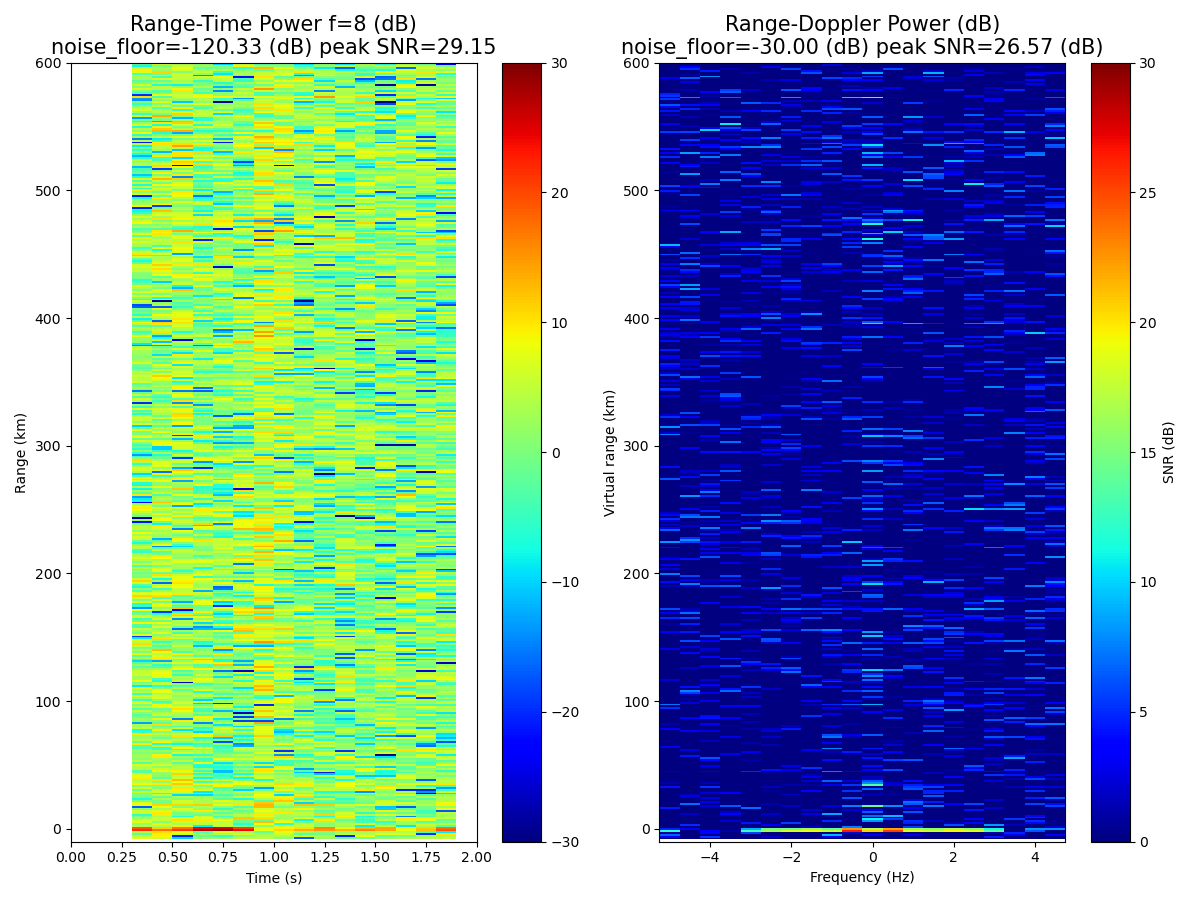 Range-Time Power f=8 (dB)
noise_floor=-120.33 (dB) peak SNR=29.15
Range-Doppler Power (dB)
noise_floor=-30.00 (dB) peak SNR=26.57 (dB)
600
500
400
300
200
100
0
Range (km)
0.00 0.25 0.50 0.75 1.00 1.25 1.50 1.75 2.00
Time (s)
30
20
10
0
−10
−20
−30
600
500
400
300
200
100
0
Virtual range (km)
−4 −2 0 2 4
Frequency (Hz)
30
25
20
15
10
5
0
SNR (dB)